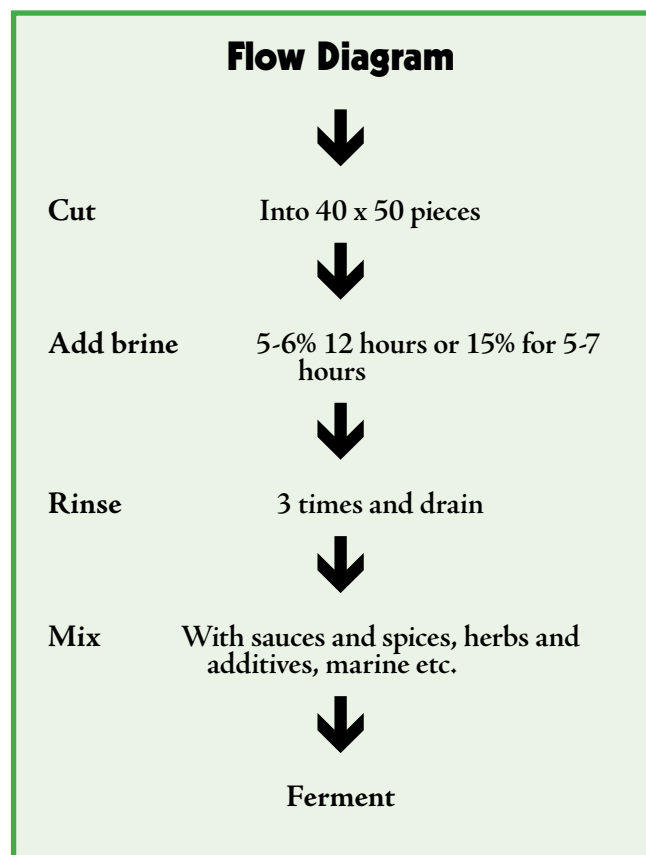 Flow Diagram
Cut Into 40 x 50 pieces
Add brine 5-6% 12 hours or 15% for 5-7
hours
Rinse 3 times and drain
Mix With sauces and spices, herbs and
additives, marine etc.
Ferment